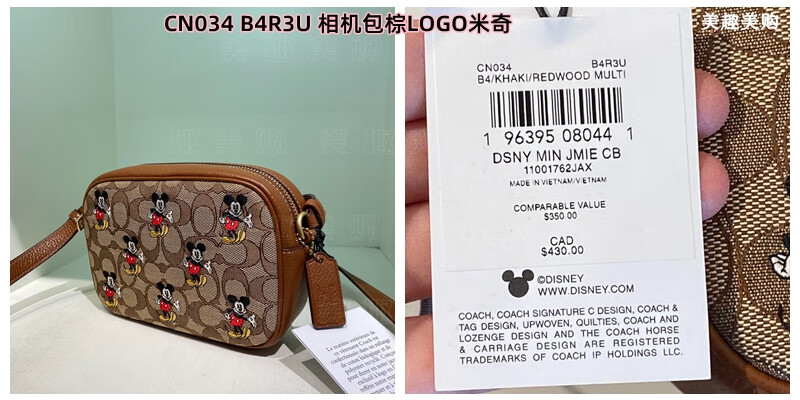 CN034 B4R3U 相机包棕LOGO米奇
美趣美购
CN034 B4R3U
B4/KHAKI/REDWOOD MULTI
1 96395 08044 1
DSNY MIN JMIE CB
11001762JAX
MADE IN VIETNAM/VIETNAM
COMPARABLE VALUE
$350.00
CAD
$430.00
©DISNEY
WWW.DISNEY.COM
COACH, COACH SIGNATURE C DESIGN, COACH &
TAG DESIGN, UPWOVEN, QUILTIES, COACH AND
LOZENGE DESIGN AND THE COACH HORSE
& CARRIAGE DESIGN ARE REGISTERED
TRADEMARKS OF COACH IP HOLDINGS LLC.